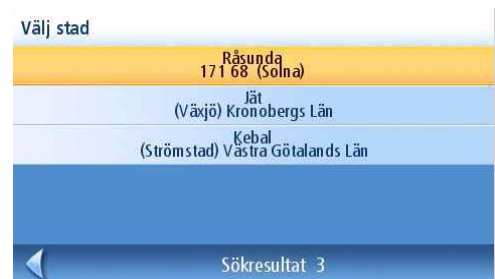 Välj stad
Råsunda
171 68 (Solna)
Jät
(Växjö) Kronobergs Län
Kebal
(Strömstad) Västra Götalands Län
Sökresultat 3